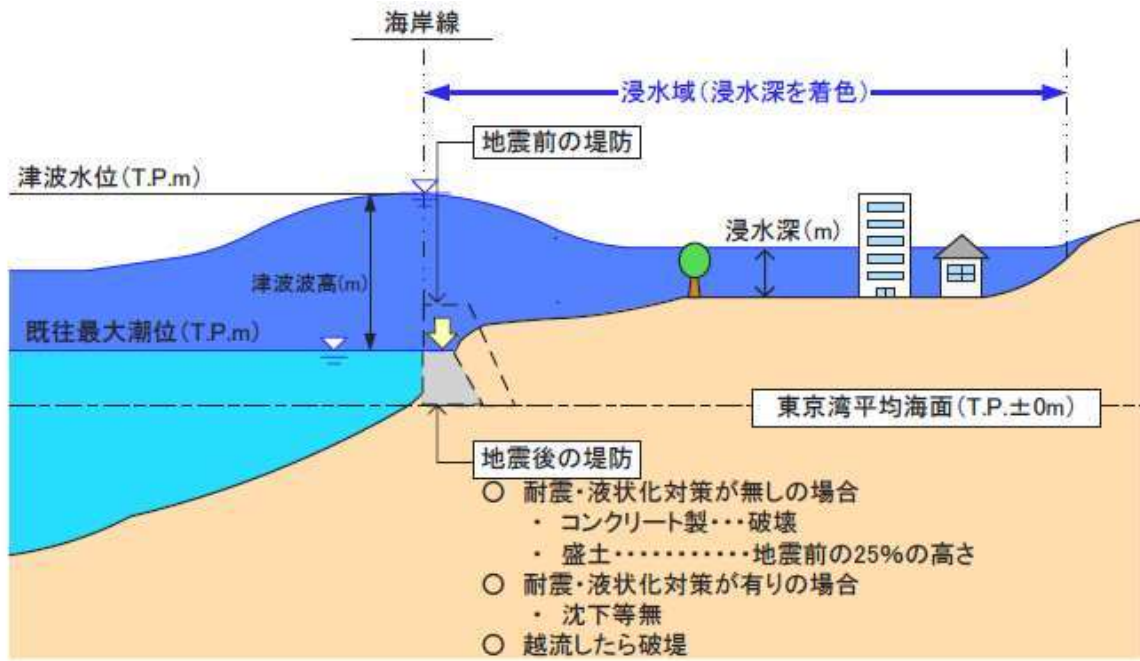 海岸線
浸水域(浸水深を着色)
地震前の堤防
津波水位(T.P.m)
浸水深(m)
津波波高(m)
既往最大潮位(T.P.m)
東京湾平均海面(T.P.±0m)
地震後の堤防
○ 耐震・液状化対策が無しの場合
・ コンクリート製・・・破壊
・ 盛土・・・・・・・・・・・・地震前の25%の高さ
○ 耐震・液状化対策が有りの場合
・ 沈下等無
○ 越流したら破堤